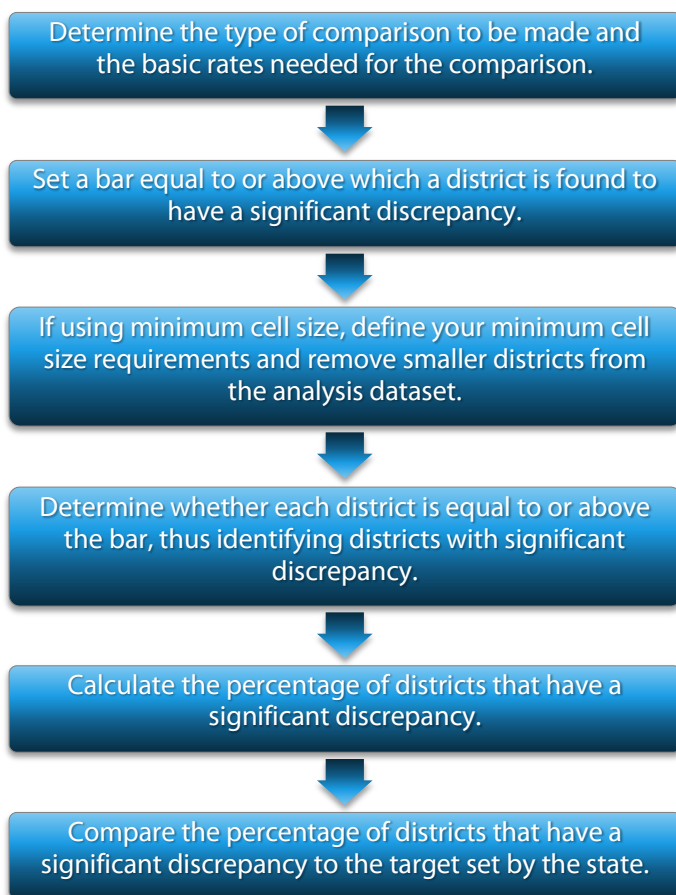 Determine the type of comparison to be made and
the basic rates needed for the comparison.
Set a bar equal to or above which a district is found to
have a significant discrepancy.
If using minimum cell size, define your minimum cell
size requirements and remove smaller districts from
the analysis dataset.
Determine whether each district is equal to or above
the bar, thus identifying districts with significant
discrepancy.
Calculate the percentage of districts that have a
significant discrepancy.
Compare the percentage of districts that have a
significant discrepancy to the target set by the state.